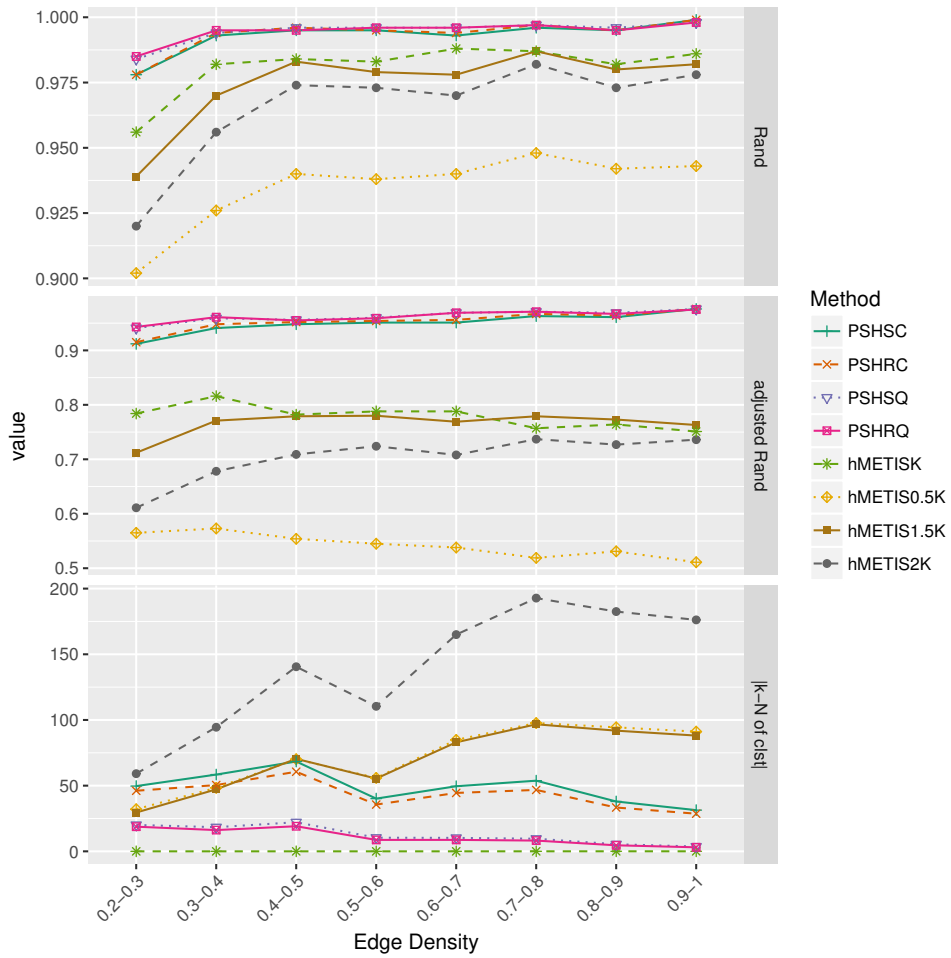 value
1.000
0.975
0.950
0.925
0.900
Rand
0.9
0.8
0.7
0.6
0.5
adjusted Rand
200
150
100
50
0
|k−N of clst|
0.2−0.3
0.3−0.4
0.4−0.5
0.5−0.6
0.6−0.7
0.7−0.8
0.8−0.9
0.9−1
Edge Density
Method
PSHSC
PSHRC
PSHSQ
PSHRQ
hMETISK
hMETIS0.5K
hMETIS1.5K
hMETIS2K